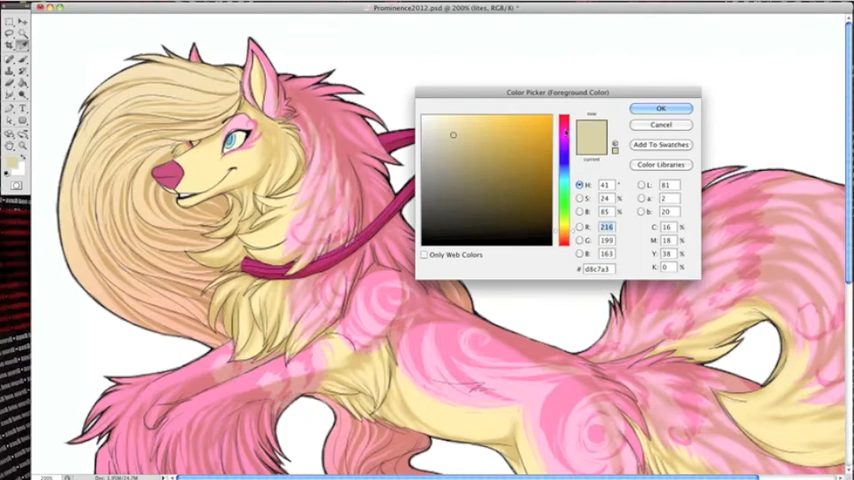 Prominence2012.psd @ 200% (lites, RGB/8) *
Color Picker (Foreground Color)
new
current
OK
Cancel
Add To Swatches
Color Libraries
H: 41 °
S: 24 %
B: 85 %
R: 216
G: 199
B: 163
# d8c7a3
L: 81
a: 2
b: 20
C: 16 %
M: 18 %
Y: 38 %
K: 0 %
Only Web Colors
200%